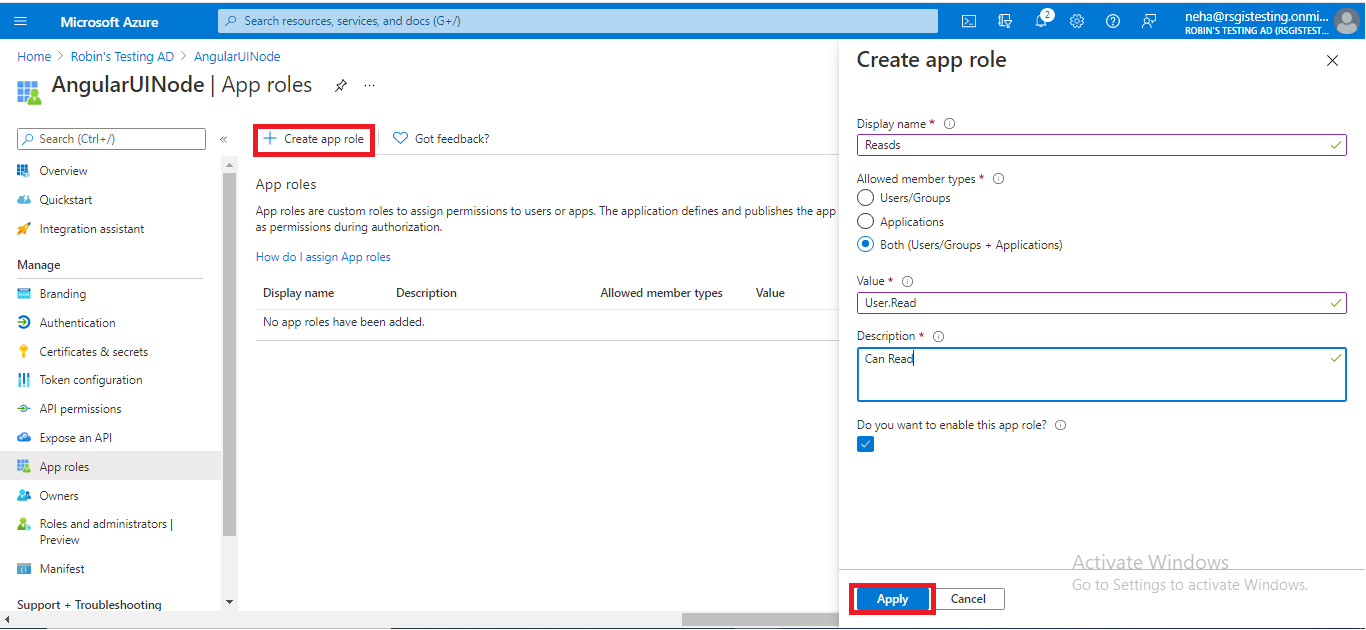 Microsoft Azure
Search resources, services, and docs (G+/)
2
neha@rsgistesting.onmi...
ROBIN'S TESTING AD (RSGISTEST...
Home > Robin's Testing AD > AngularUINode
AngularUINode | App roles
...
Search (Ctrl+/)
«
Overview
Quickstart
Integration assistant
Manage
Branding
Authentication
Certificates & secrets
Token configuration
API permissions
Expose an API
App roles
Owners
Roles and administrators |
Preview
Manifest
Support + Troubleshooting
+ Create app role
Got feedback?
App roles
App roles are custom roles to assign permissions to users or apps. The application defines and publishes the app
as permissions during authorization.
How do I assign App roles
Display name Description Allowed member types Value
No app roles have been added.
Create app role
Display name *
Reasds
Allowed member types *
Users/Groups
Applications
Both (Users/Groups + Applications)
Value *
User.Read
Description *
Can Read
Do you want to enable this app role?
Activate Windows
Go to Settings to activate Windows.
Apply
Cancel